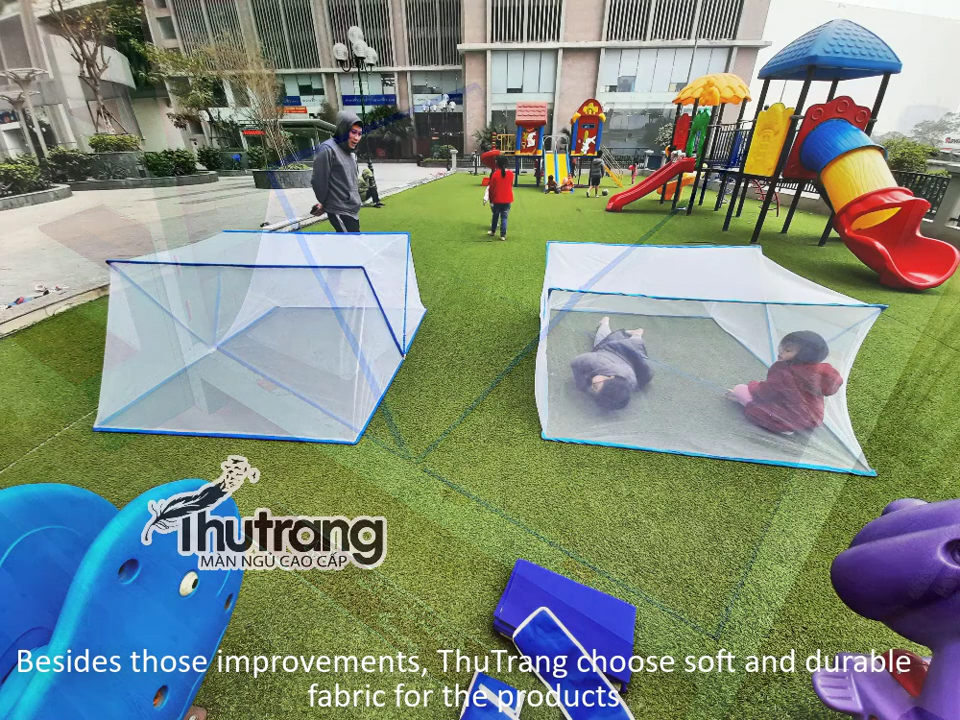 Thutrang
MÀN NGỦ CAO CẤP
Besides those improvements, ThuTrang choose soft and durable
fabric for the products